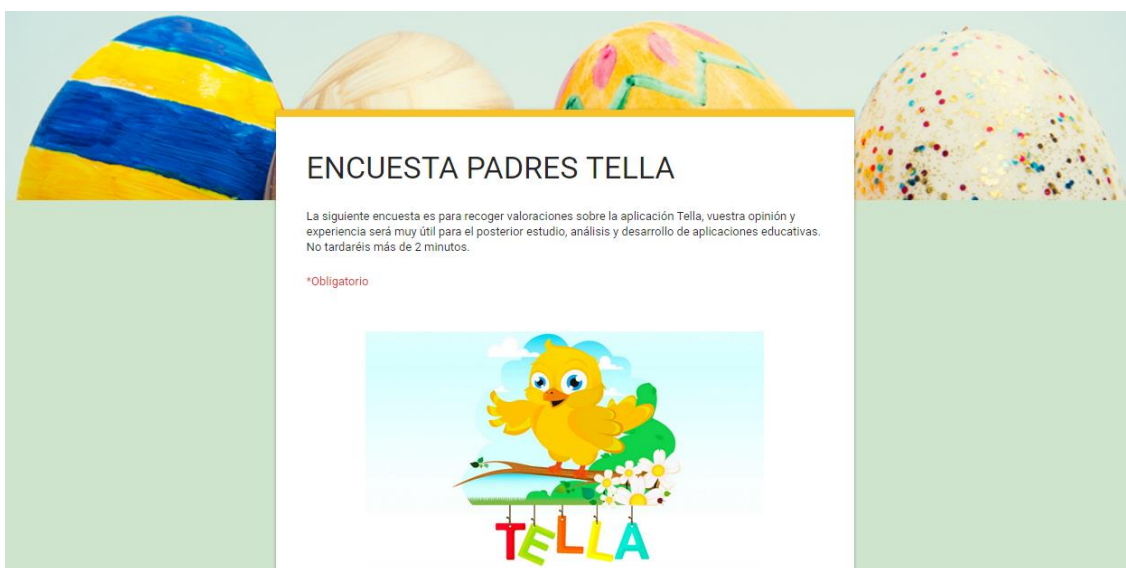 ENCUESTA PADRES TELLA
La siguiente encuesta es para recoger valoraciones sobre la aplicación Tella, vuestra opinión y
experiencia será muy útil para el posterior estudio, análisis y desarrollo de aplicaciones educativas.
No tardaréis más de 2 minutos.
*Obligatorio
TELLA